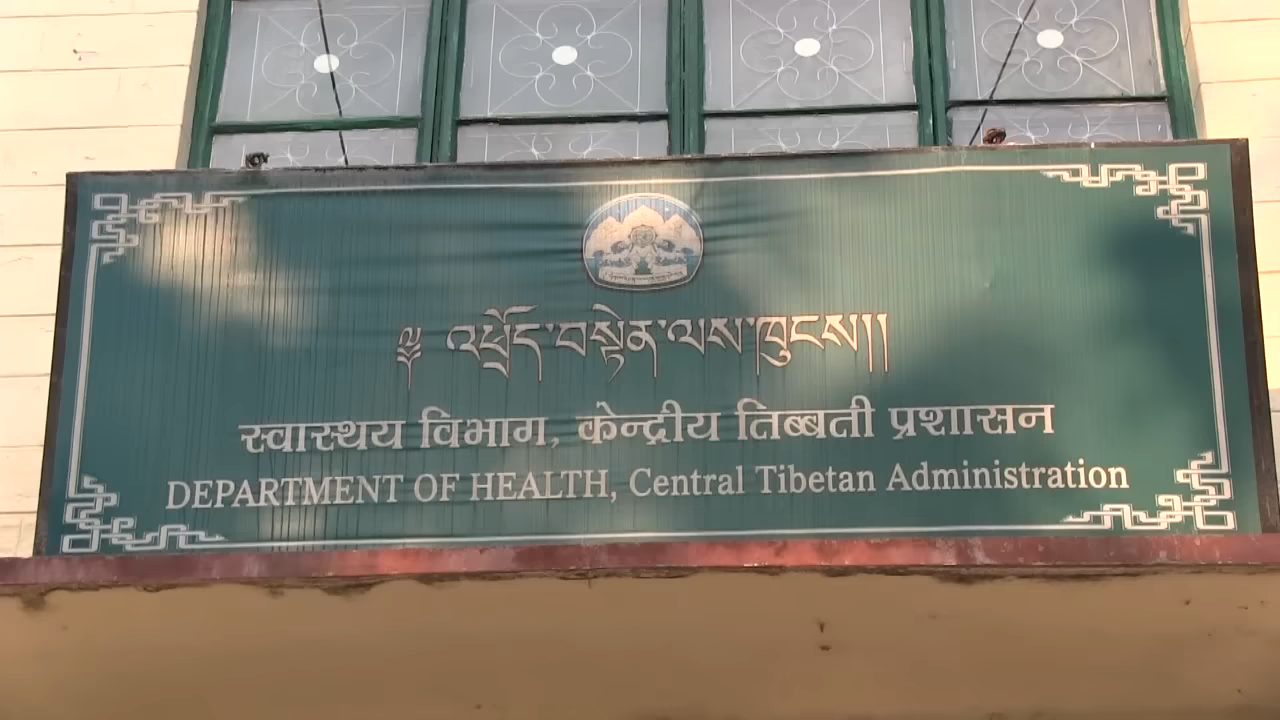 ༄ འཕྲོད་བསྟེན་ལས་ཁུངས།།
स्वास्थय विभाग, केन्द्रीय तिब्बती प्रशासन
DEPARTMENT OF HEALTH, Central Tibetan Administration